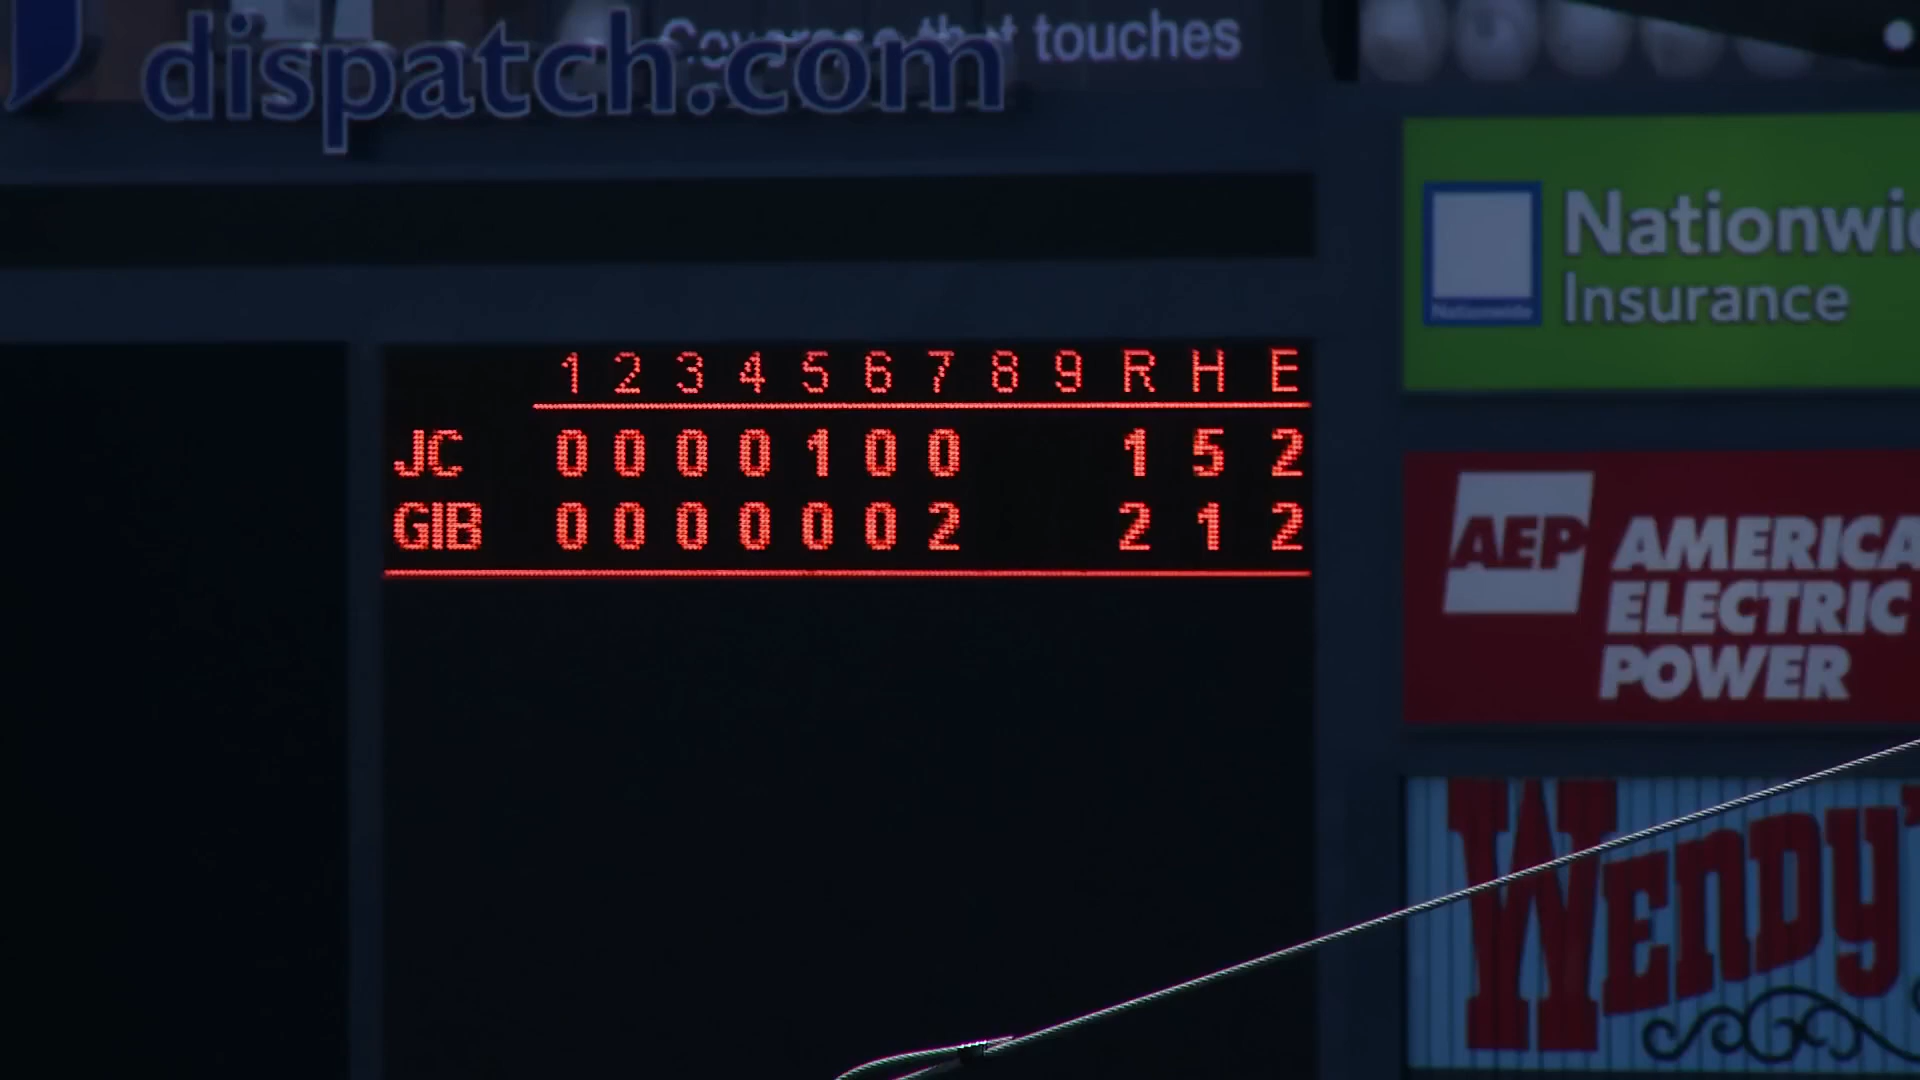 dispatch.com
that touches
Nationwi
Nationwide
Insurance
1 2 3 4 5 6 7 8 9 R H E
JC 0 0 0 0 1 0 0 1 5 2
GIB 0 0 0 0 0 0 2 2 1 2
AEP AMERICA
ELECTRIC
POWER
WENDY'